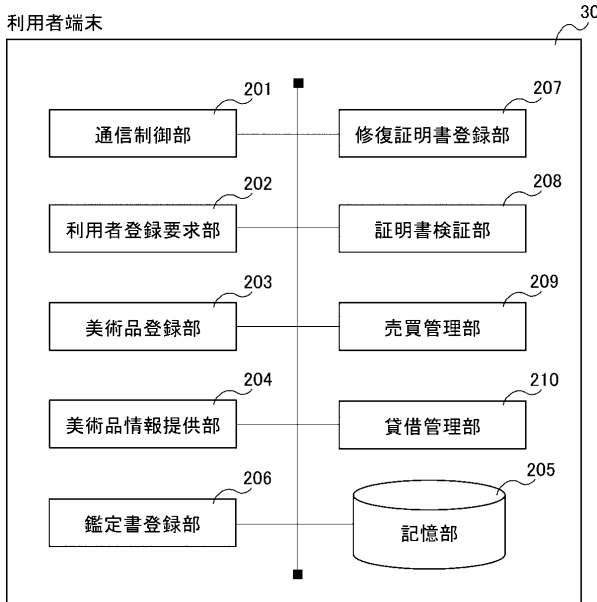 利用者端末
30
201
通信制御部
207
修復証明書登録部
202
利用者登録要求部
208
証明書検証部
203
美術品登録部
209
売買管理部
204
美術品情報提供部
210
貸借管理部
206
鑑定書登録部
205
記憶部